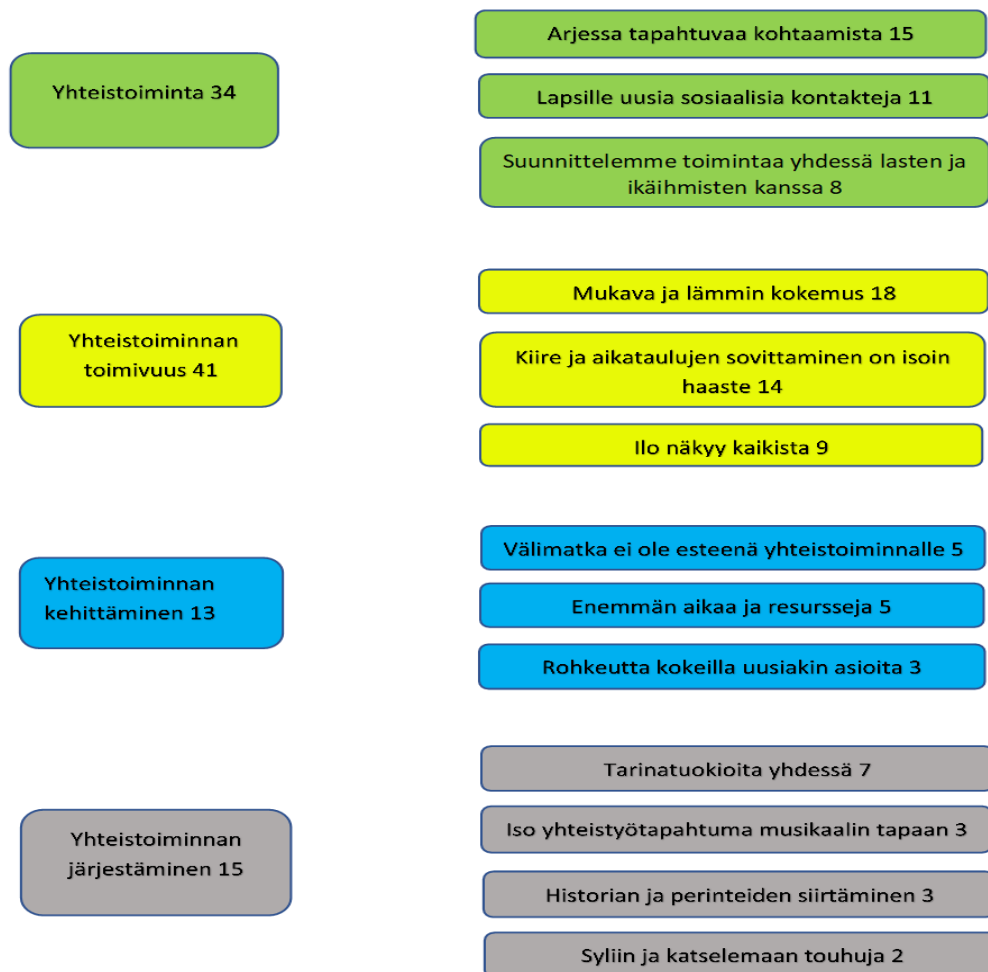 Yhteistoiminta 34
Arjessa tapahtuvaa kohtaamista 15
Lapsille uusia sosiaalisia kontakteja 11
Suunnittelemme toimintaa yhdessä lasten ja
ikäihmisten kanssa 8
Yhteistoiminnan
toimivuus 41
Mukava ja lämmin kokemus 18
Kiire ja aikataulujen sovittaminen on isoin
haaste 14
Ilo näkyy kaikista 9
Yhteistoiminnan
kehittäminen 13
Välimatka ei ole esteenä yhteistoiminnalle 5
Enemmän aikaa ja resursseja 5
Rohkeutta kokeilla uusiakin asioita 3
Yhteistoiminnan
järjestäminen 15
Tarinatuokioita yhdessä 7
Iso yhteistyötapahtuma musikaalin tapaan 3
Historian ja perinteiden siirtäminen 3
Syliin ja katselemaan touhuja 2